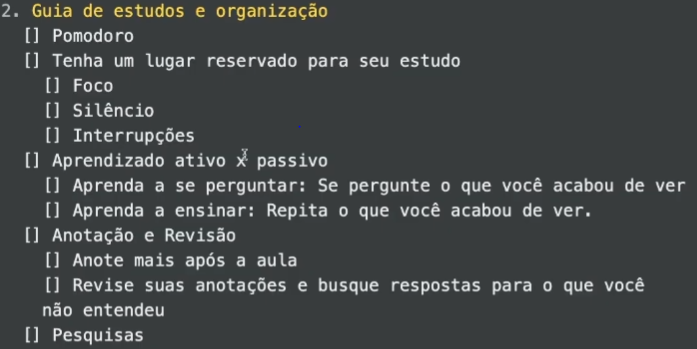 2. Guia de estudos e organização
[] Pomodoro
[] Tenha um lugar reservado para seu estudo
[] Foco
[] Silêncio
[] Interrupções
[] Aprendizado ativo x passivo
[] Aprenda a se perguntar: Se pergunte o que você acabou de ver
[] Aprenda a ensinar: Repita o que você acabou de ver.
[] Anotação e Revisão
[] Anote mais após a aula
[] Revise suas anotações e busque respostas para o que você
não entendeu
[] Pesquisas